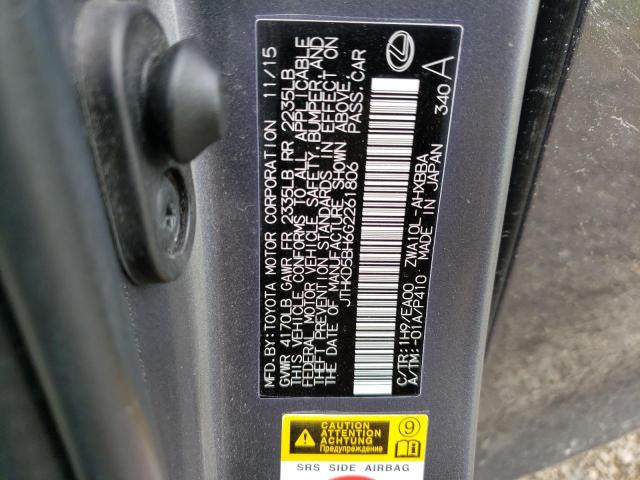 MFD.BY:TOYOTA MOTOR CORPORATION 11/15
GVWR 4170LB GAWR FR 2335LB RR 2235LB
THIS VEHICLE CONFORMS TO ALL APPLICABLE
FEDERAL MOTOR VEHICLE SAFETY, BUMPER, AND
THEFT PREVENTION STANDARDS IN EFFECT ON
THE DATE OF MANUFACTURE SHOWN ABOVE.
JTHKD5BH6G2261806 PASS.CAR
340 A
C/TR:1H9/EA00 ZWA10L-AHXBBA
A/TM:-01A/P410 MADE IN JAPAN
CAUTION
ATTENTION
ACHTUNG
Предупреждение
9
SRS SIDE AIRBAG